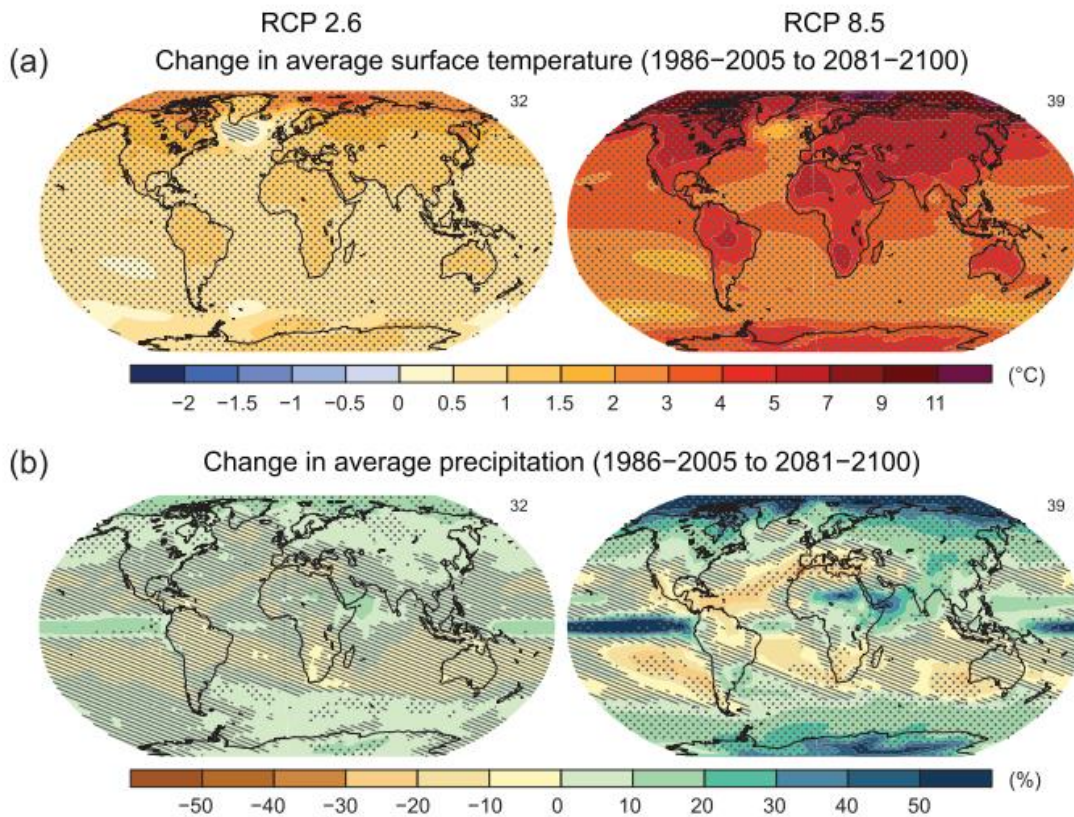 RCP 2.6 RCP 8.5
(a) Change in average surface temperature (1986−2005 to 2081−2100)
32 39
−2 −1.5 −1 −0.5 0 0.5 1 1.5 2 3 4 5 7 9 11 (°C)
(b) Change in average precipitation (1986−2005 to 2081−2100)
32 39
−50 −40 −30 −20 −10 0 10 20 30 40 50 (%)